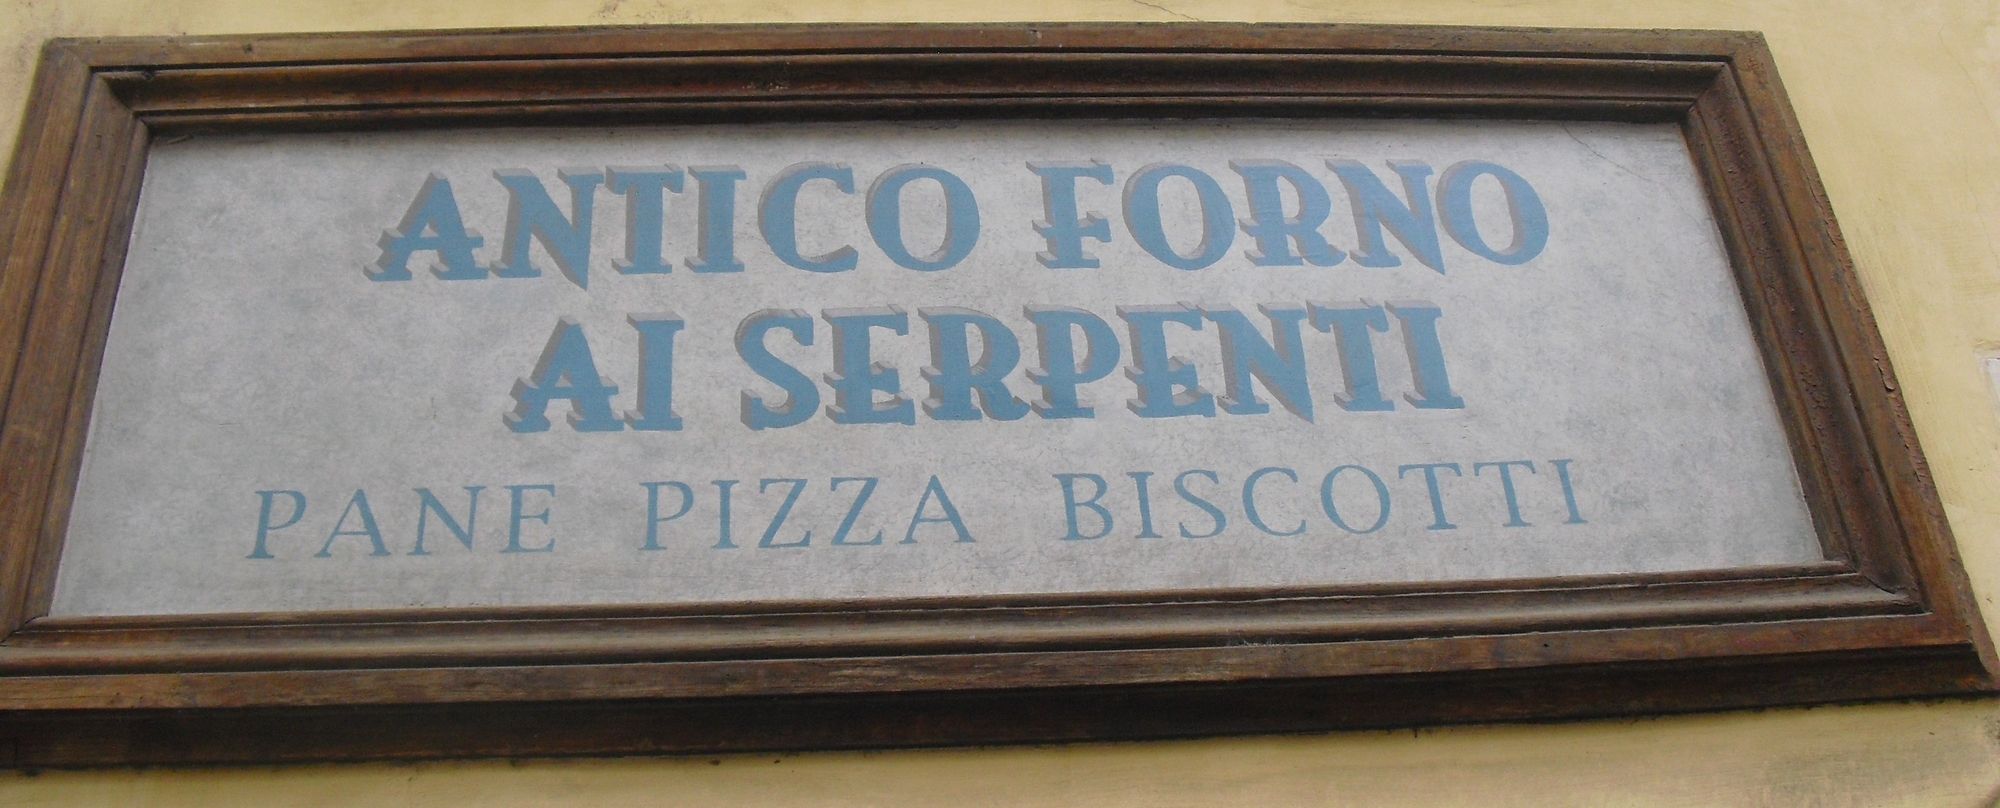 ANTICO FORNO
AI SERPENTI
PANE PIZZA BISCOTTI